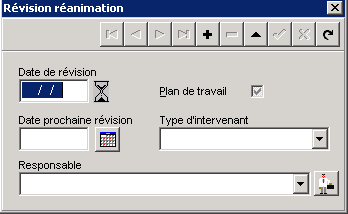 Révision réanimation
Date de révision
/ /
Plan de travail
Date prochaine révision
Type d'intervenant
Responsable